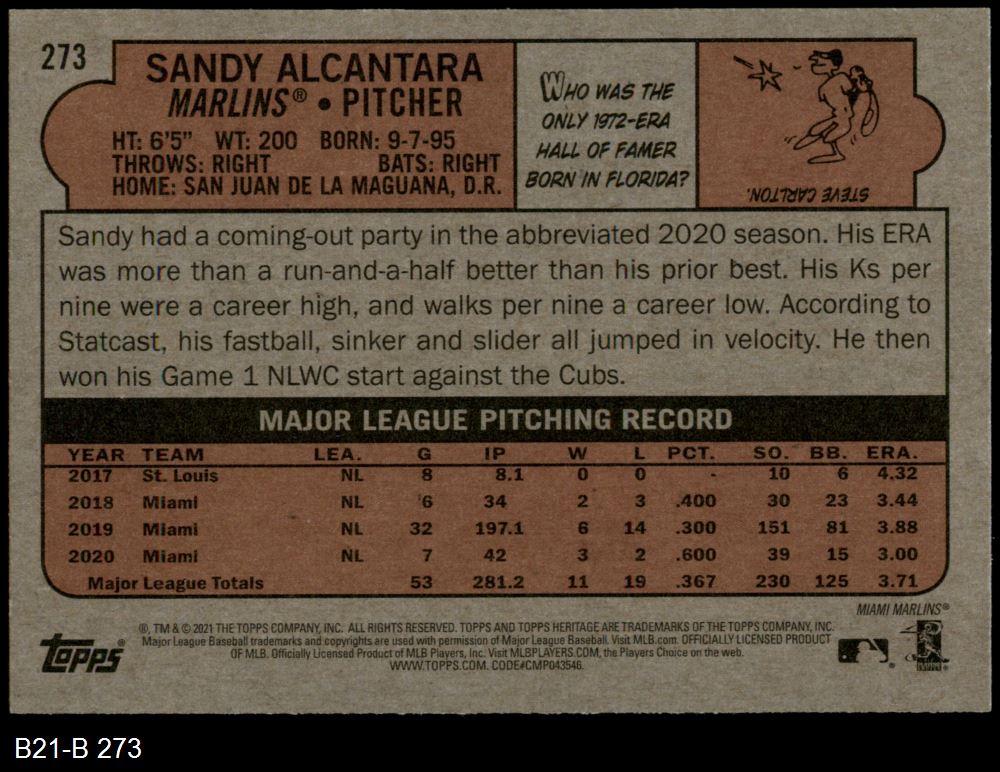 273
SANDY ALCANTARA
MARLINS® • PITCHER
HT: 6'5" WT: 200 BORN: 9-7-95
THROWS: RIGHT BATS: RIGHT
HOME: SAN JUAN DE LA MAGUANA, D.R.
WHO WAS THE
ONLY 1972-ERA
HALL OF FAMER
BORN IN FLORIDA?
STEVE CARLTON.
Sandy had a coming-out party in the abbreviated 2020 season. His ERA
was more than a run-and-a-half better than his prior best. His Ks per
nine were a career high, and walks per nine a career low. According to
Statcast, his fastball, sinker and slider all jumped in velocity. He then
won his Game 1 NLWC start against the Cubs.
MAJOR LEAGUE PITCHING RECORD
YEAR TEAM LEA. G IP W L PCT. SO. BB. ERA.
2017 St. Louis NL 8 8.1 0 0 - 10 6 4.32
2018 Miami NL 6 34 2 3 .400 30 23 3.44
2019 Miami NL 32 197.1 6 14 .300 151 81 3.88
2020 Miami NL 7 42 3 2 .600 39 15 3.00
Major League Totals 53 281.2 11 19 .367 230 125 3.71
MIAMI MARLINS®
®, TM & © 2021 THE TOPPS COMPANY, INC. ALL RIGHTS RESERVED. TOPPS AND TOPPS HERITAGE ARE TRADEMARKS OF THE TOPPS COMPANY, INC.
Major League Baseball trademarks and copyrights are used with permission of Major League Baseball. Visit MLB.com. OFFICIALLY LICENSED PRODUCT
OF MLB. Officially Licensed Product of MLB Players, Inc. Visit MLBPLAYERS.COM, the Players Choice on the web.
WWW.TOPPS.COM. CODE#CMP043546.
Topps®
B21-B 273